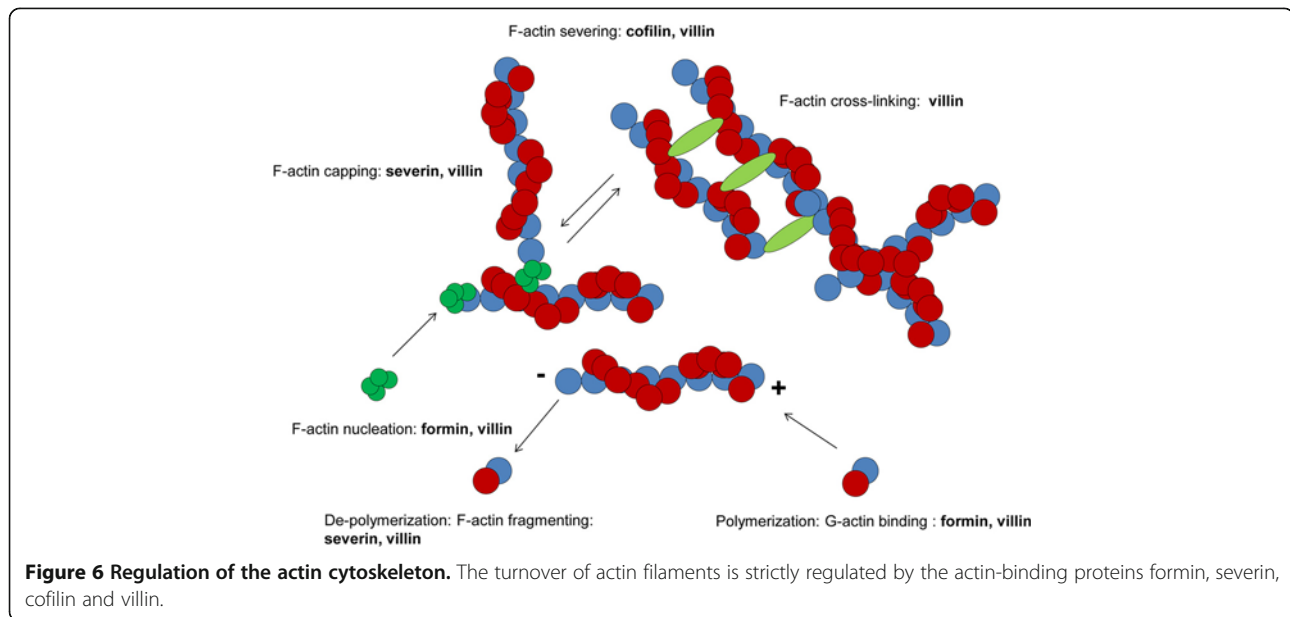 F-actin severing: cofilin, villin
F-actin cross-linking: villin
F-actin capping: severin, villin
-
+
F-actin nucleation: formin, villin
De-polymerization: F-actin fragmenting:
severin, villin
Polymerization: G-actin binding : formin, villin
Figure 6 Regulation of the actin cytoskeleton. The turnover of actin filaments is strictly regulated by the actin-binding proteins formin, severin,
cofilin and villin.